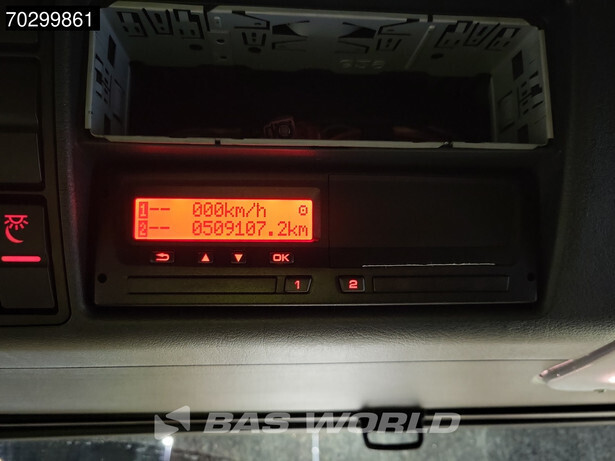 70299861
1-- 000km/h
2-- 0509107.2km
OK
1
2
BAS WORLD